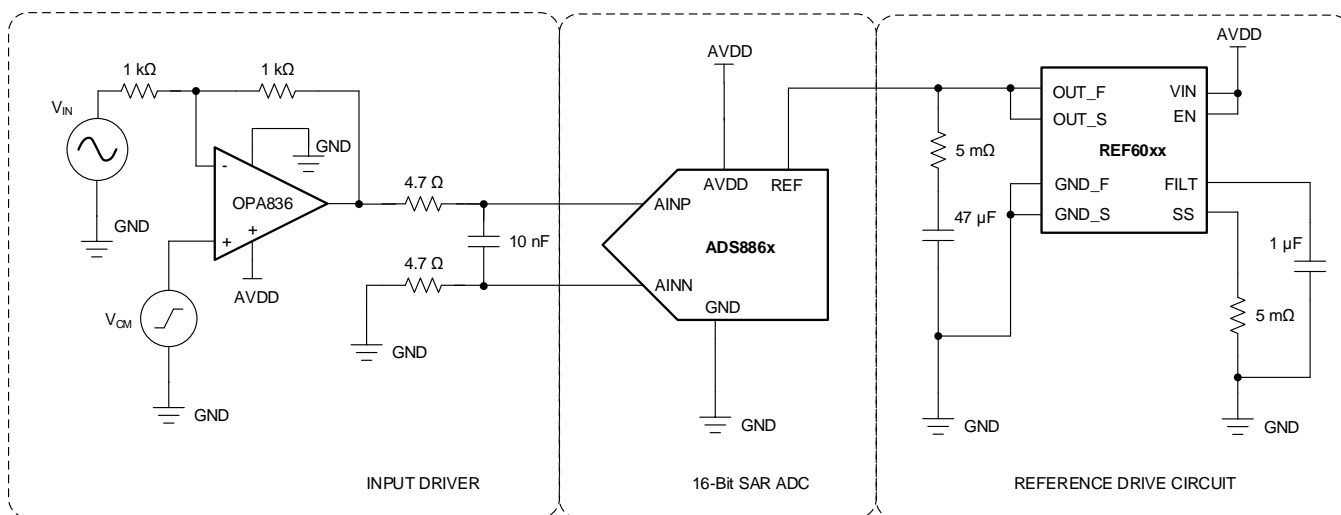 1 kΩ
1 kΩ
V_IN
GND
-
OPA836
+
+
GND
AVDD
V_CM
GND
4.7 Ω
10 nF
4.7 Ω
GND
INPUT DRIVER
AVDD
AVDD
REF
AINP
ADS886x
AINN
GND
GND
16-Bit SAR ADC
AVDD
OUT_F
VIN
OUT_S
EN
REF60xx
GND_F
FILT
GND_S
SS
5 mΩ
47 µF
1 µF
5 mΩ
GND
GND
REFERENCE DRIVE CIRCUIT